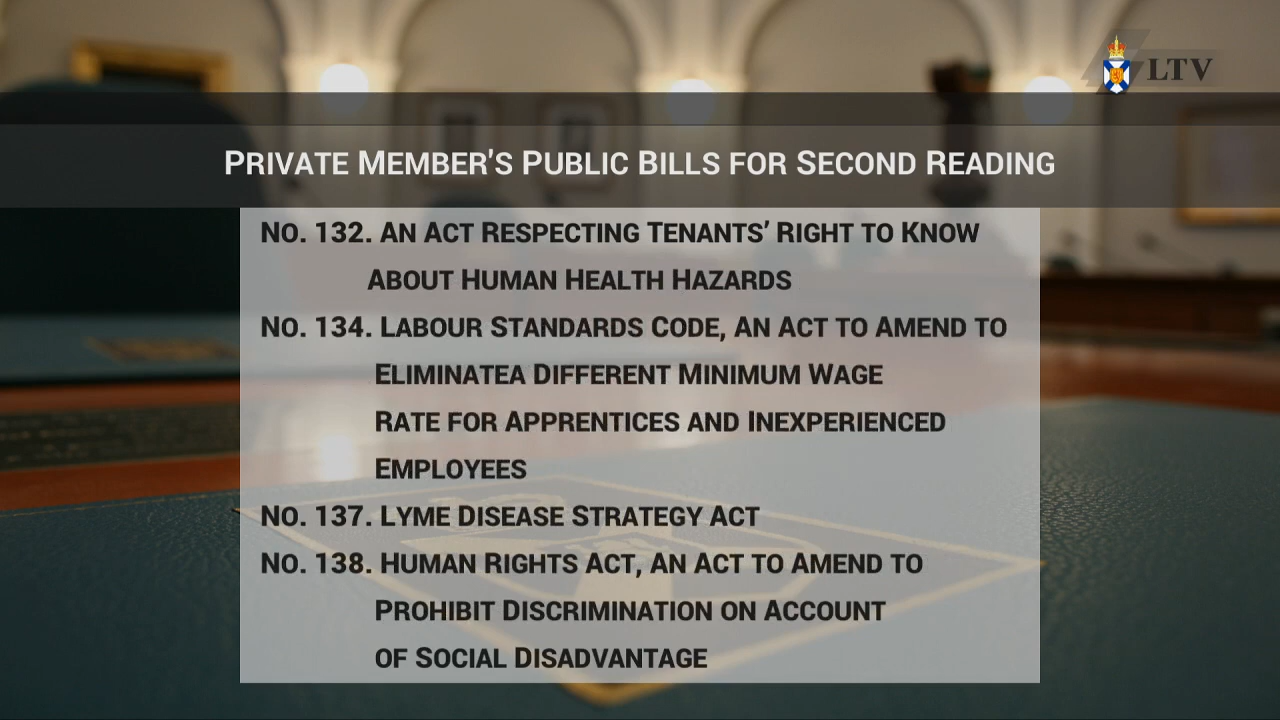 LTV
PRIVATE MEMBER'S PUBLIC BILLS FOR SECOND READING
NO. 132. AN ACT RESPECTING TENANTS’ RIGHT TO KNOW
ABOUT HUMAN HEALTH HAZARDS
NO. 134. LABOUR STANDARDS CODE, AN ACT TO AMEND TO
ELIMINATEA DIFFERENT MINIMUM WAGE
RATE FOR APPRENTICES AND INEXPERIENCED
EMPLOYEES
NO. 137. LYME DISEASE STRATEGY ACT
NO. 138. HUMAN RIGHTS ACT, AN ACT TO AMEND TO
PROHIBIT DISCRIMINATION ON ACCOUNT
OF SOCIAL DISADVANTAGE